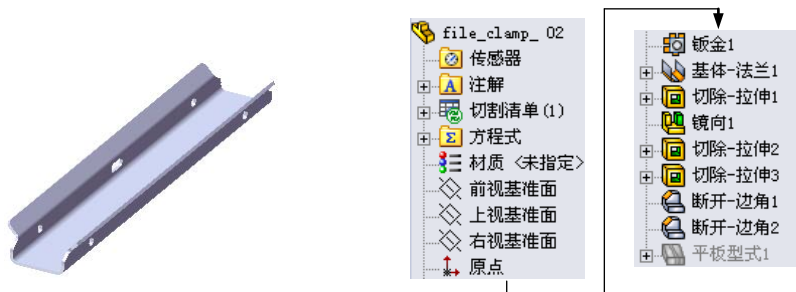 file_clamp_ 02
传感器
注解
切割清单(1)
方程式
材质 <未指定>
前视基准面
上视基准面
右视基准面
原点
钣金1
基体-法兰1
切除-拉伸1
镜向1
切除-拉伸2
切除-拉伸3
断开-边角1
断开-边角2
平板型式1